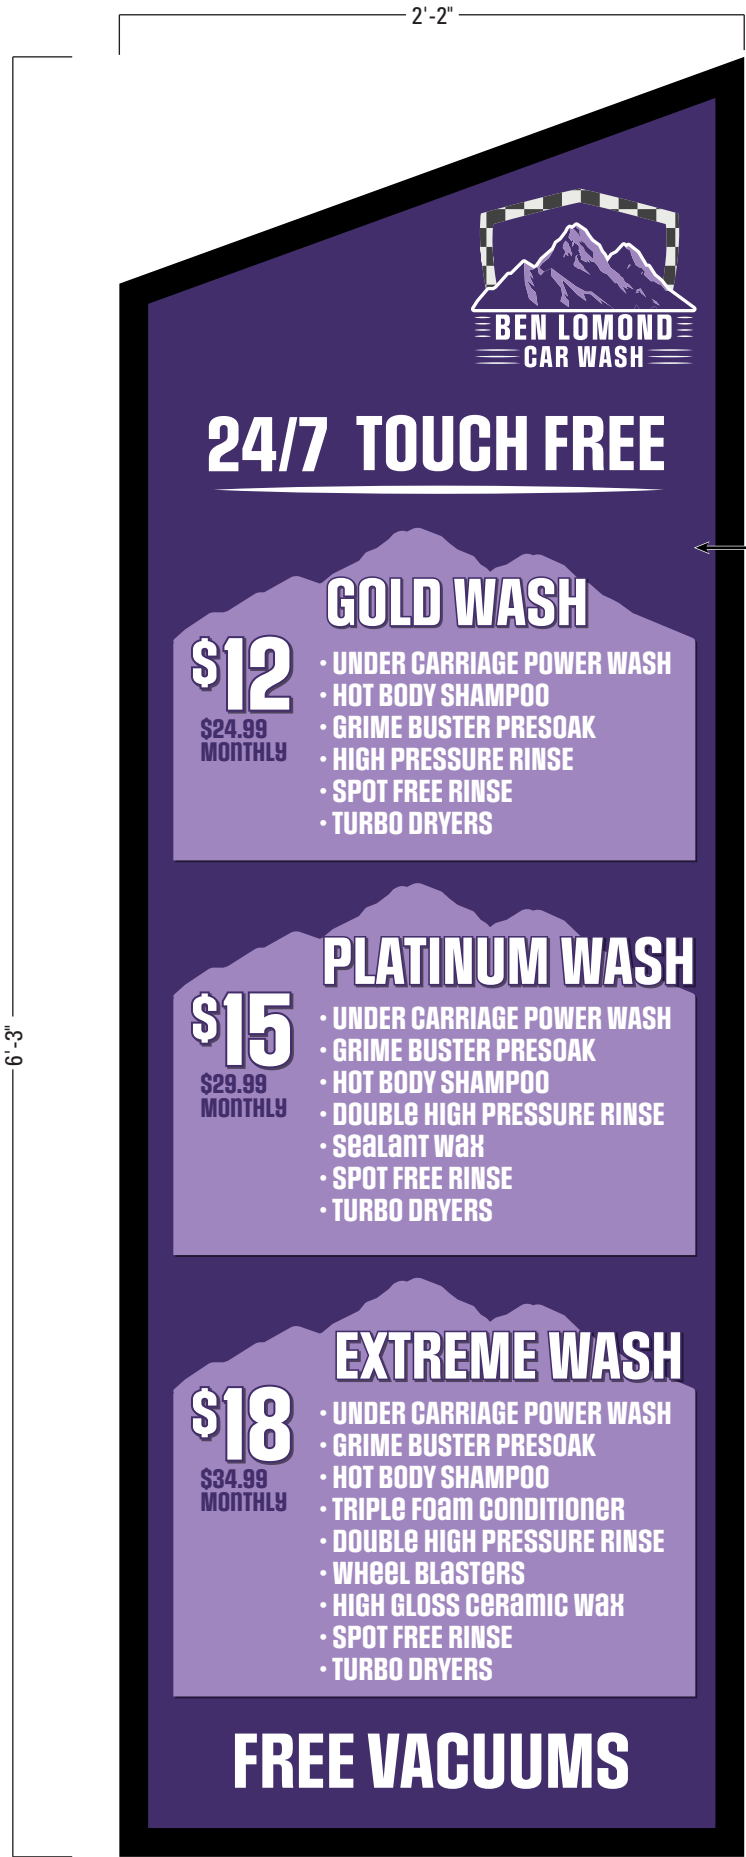 2'-2"
6'-3"
BEN LOMOND
CAR WASH
24/7 TOUCH FREE
GOLD WASH
$12
$24.99
MONTHLY
· UNDER CARRIAGE POWER WASH
· HOT BODY SHAMPOO
· GRIME BUSTER PRESOAK
· HIGH PRESSURE RINSE
· SPOT FREE RINSE
· TURBO DRYERS
PLATINUM WASH
$15
$29.99
MONTHLY
· UNDER CARRIAGE POWER WASH
· GRIME BUSTER PRESOAK
· HOT BODY SHAMPOO
· DOUBLe HIGH PRESSURE RINSE
· Sealant wax
· SPOT FREE RINSE
· TURBO DRYERS
EXTREME WASH
$18
$34.99
MONTHLY
· UNDER CARRIAGE POWER WASH
· GRIME BUSTER PRESOAK
· HOT BODY SHAMPOO
· TRIPLe Foam conditioner
· DOUBLe HIGH PRESSURE RINSE
· Wheel Blasters
· HIGH GLOSS ceramic wax
· SPOT FREE RINSE
· TURBO DRYERS
FREE VACUUMS